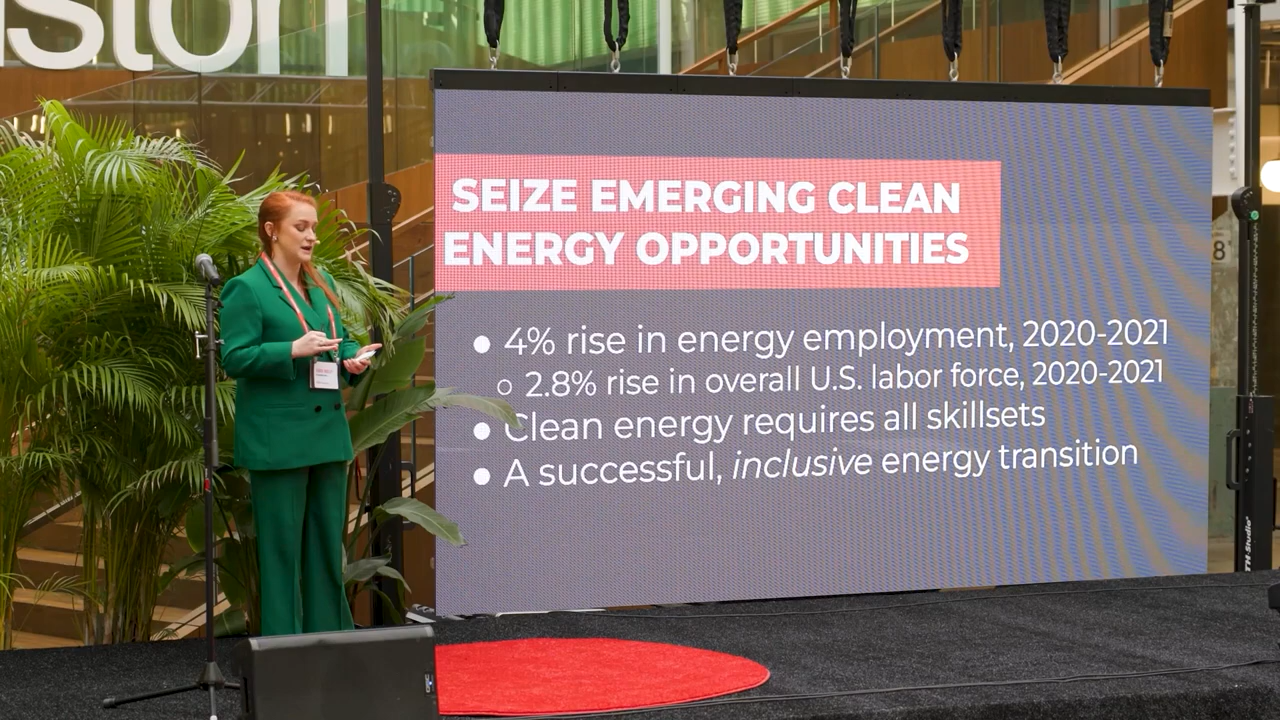 ston
SEIZE EMERGING CLEAN
ENERGY OPPORTUNITIES
● 4% rise in energy employment, 2020-2021
○ 2.8% rise in overall U.S. labor force, 2020-2021
● Clean energy requires all skillsets
● A successful, inclusive energy transition
8